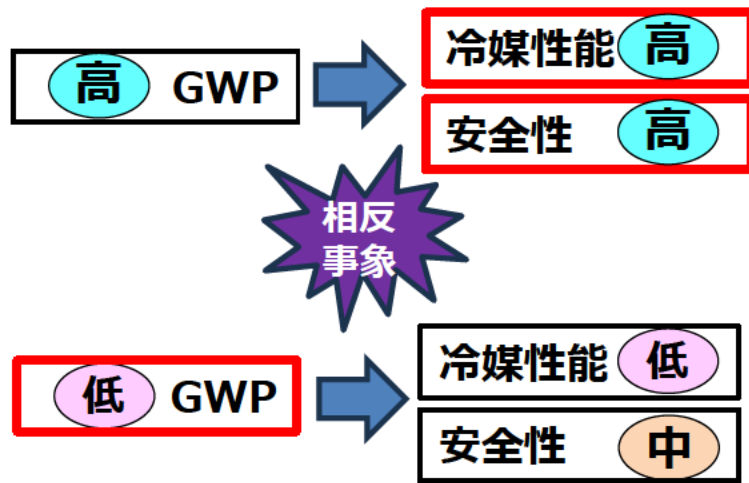 高 GWP
冷媒性能 高
安全性 高
相反
事象
低 GWP
冷媒性能 低
安全性 中